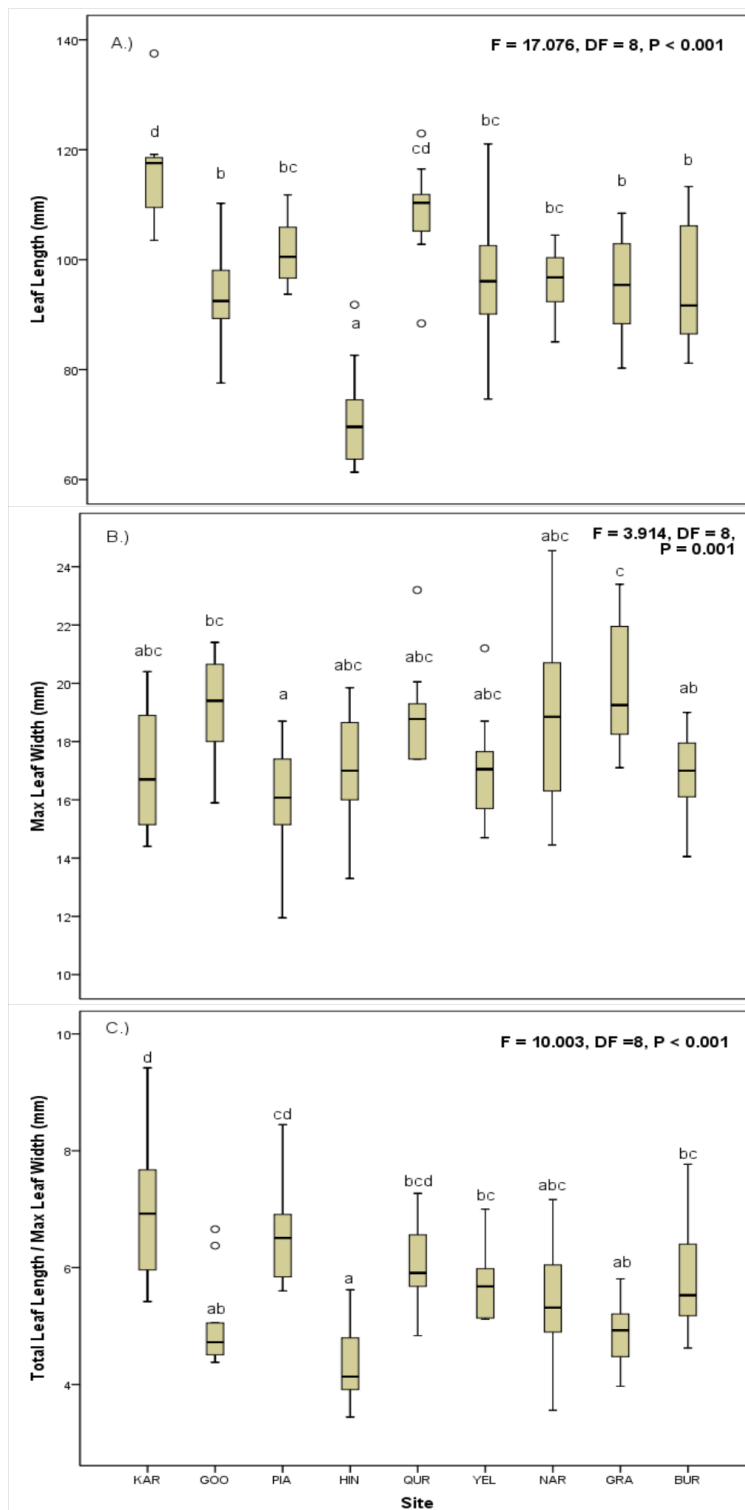 A.)
F = 17.076, DF = 8, P < 0.001
140
120
100
80
60
Leaf Length (mm)
d
b
bc
a
cd
bc
bc
b
b
B.)
F = 3.914, DF = 8,
P = 0.001
24
22
20
18
16
14
12
10
Max Leaf Width (mm)
abc
bc
a
abc
abc
abc
abc
c
ab
C.)
F = 10.003, DF =8, P < 0.001
10
8
6
4
Total Leaf Length / Max Leaf Width (mm)
d
ab
cd
a
bcd
bc
abc
ab
bc
KAR GOO PIA HIN QUR YEL NAR GRA BUR
Site